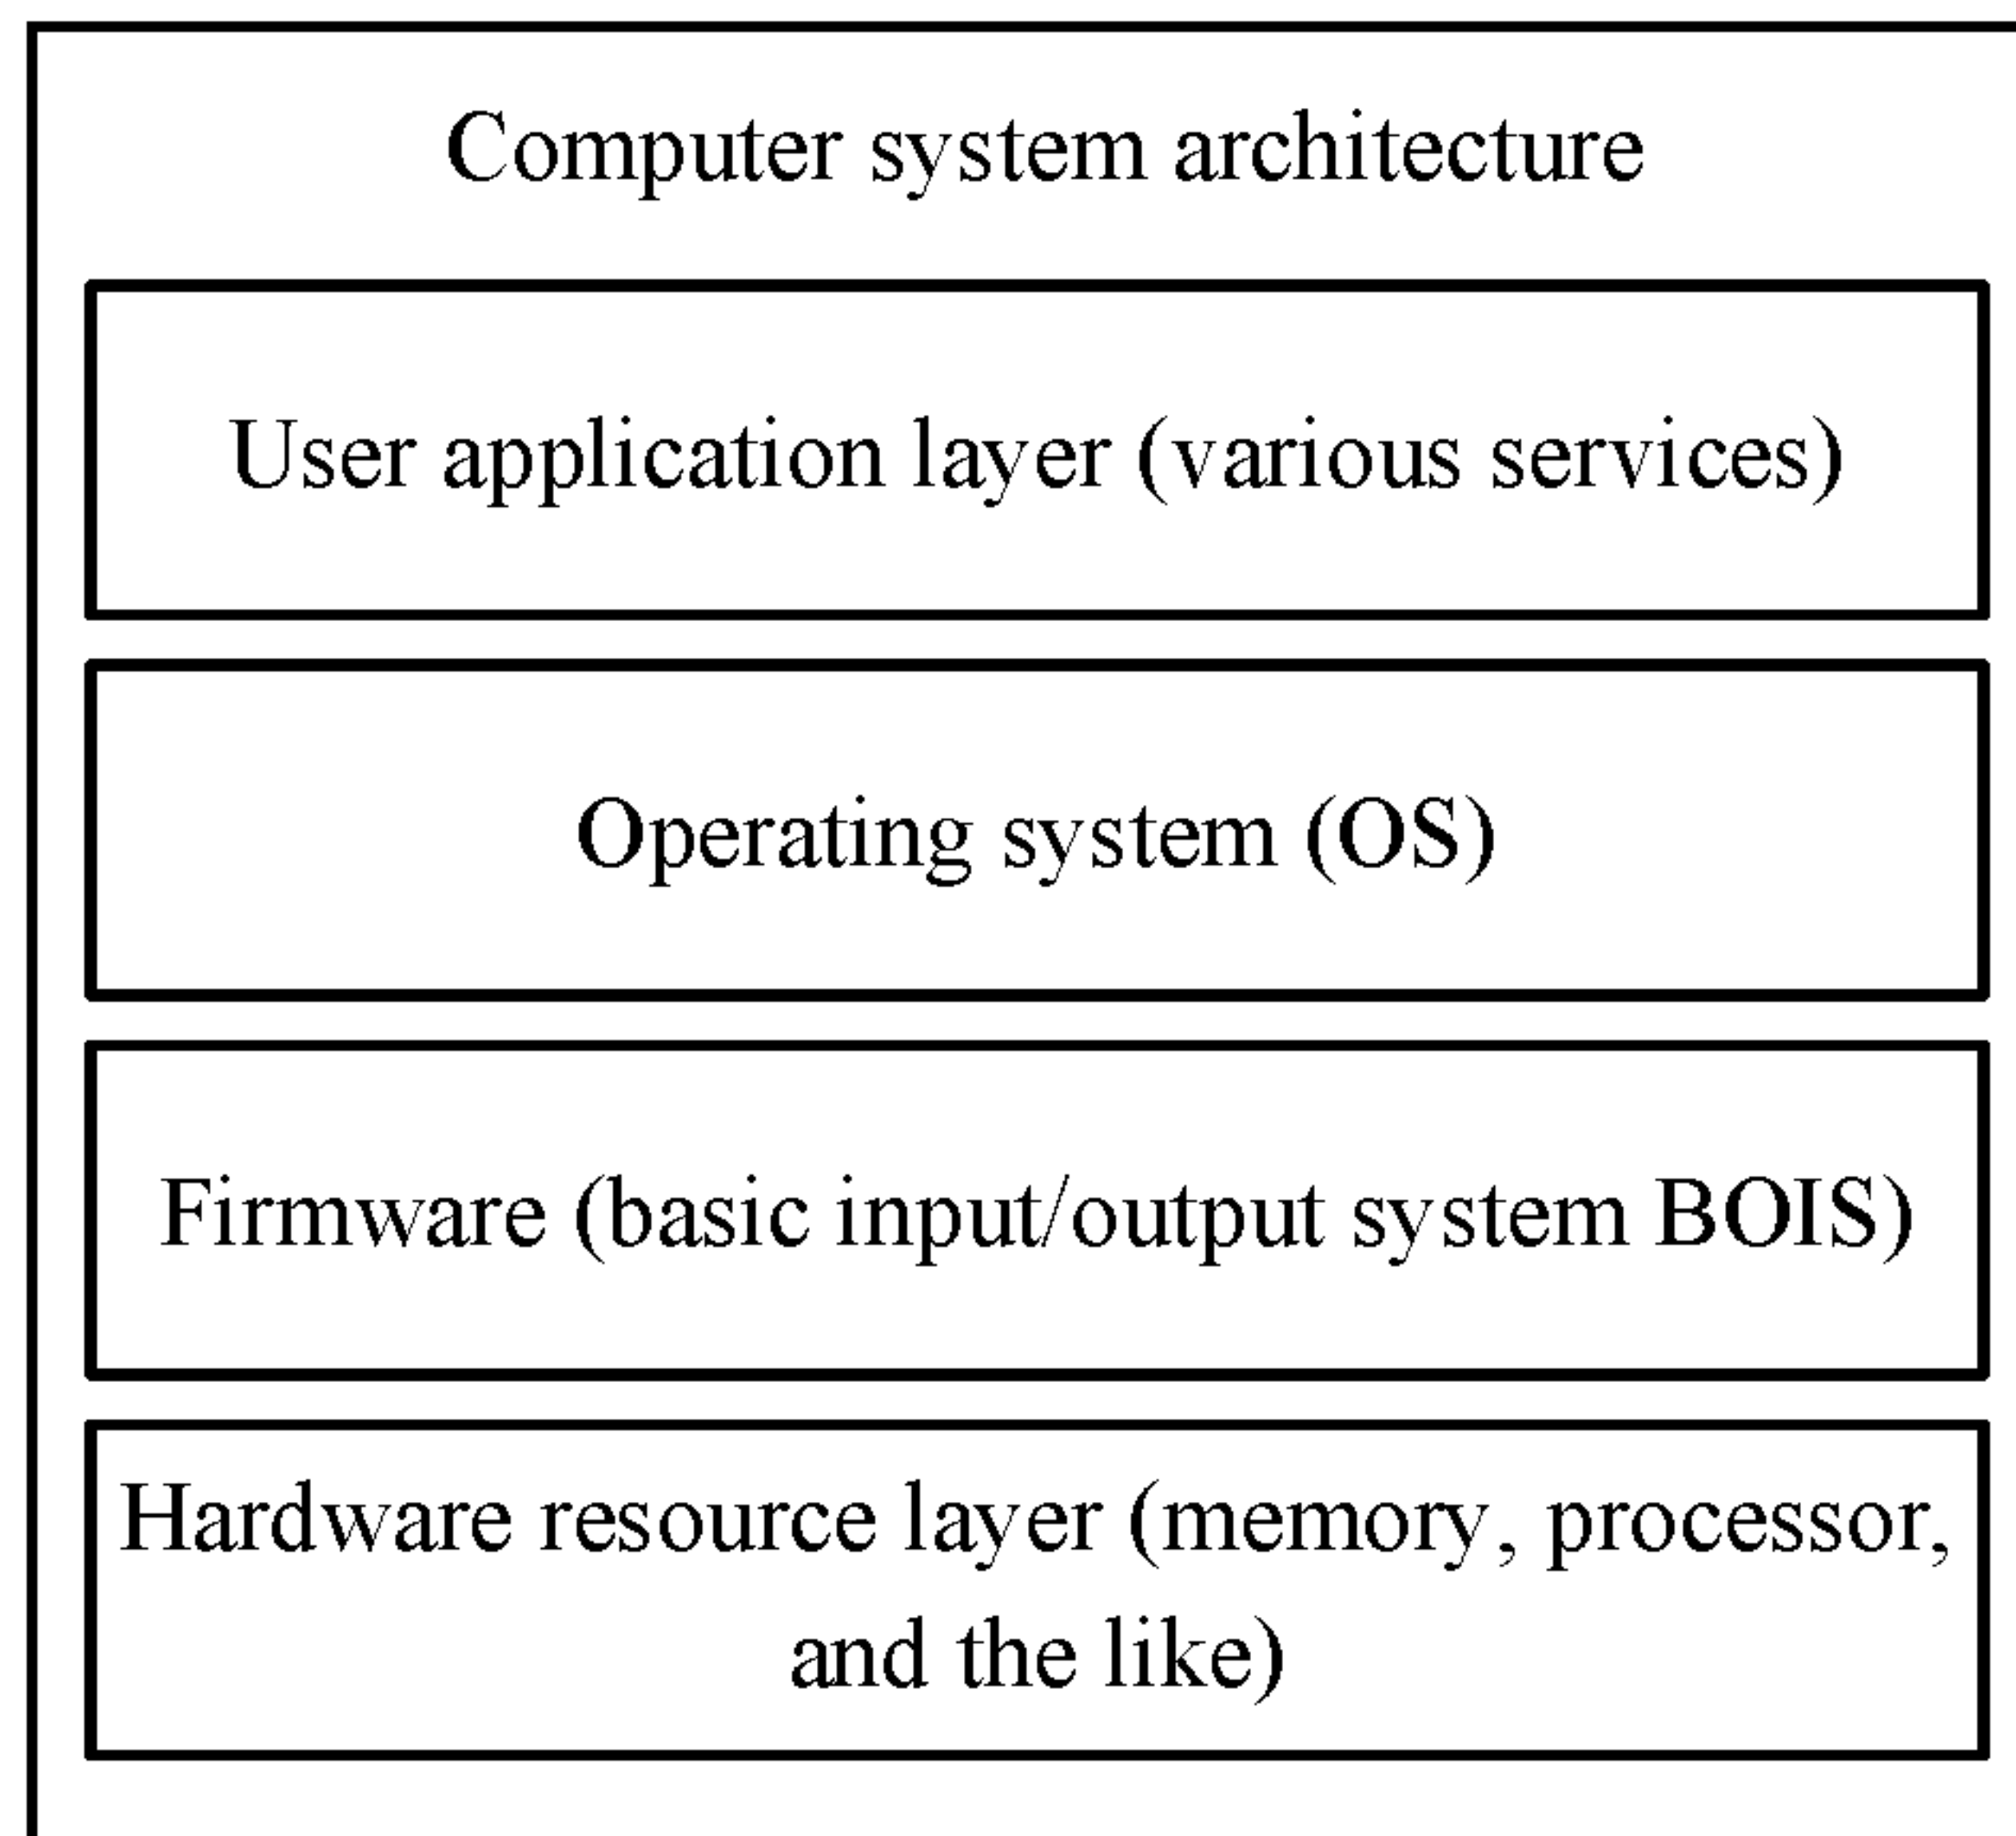 Computer system architecture
User application layer (various services)
Operating system (OS)
Firmware (basic input/output system BOIS)
Hardware resource layer (memory, processor,
and the like)